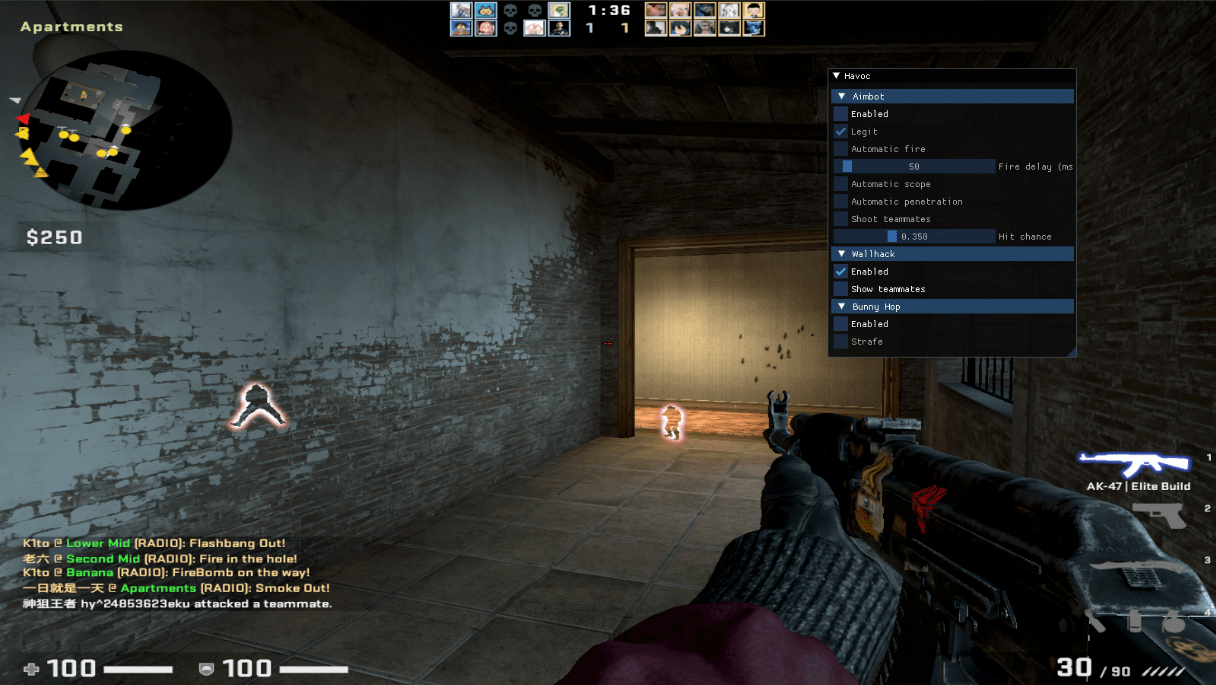 Apartments
1:36
1 1
A
$250
Havoc
Aimbot
Enabled
Legit
Automatic fire
50 Fire delay (ms
Automatic scope
Automatic penetration
Shoot teammates
0.350 Hit chance
Wallhack
Enabled
Show teammates
Bunny Hop
Enabled
Strafe
1
AK-47 | Elite Build
2
3
4
K1to @ Lower Mid (RADIO): Flashbang Out!
老六 @ Second Mid (RADIO): Fire in the hole!
K1to @ Banana (RADIO): FireBomb on the way!
一日就是一天 @ Apartments (RADIO): Smoke Out!
神狙王者 hy^24853623eku attacked a teammate.
100 100
30 / 90